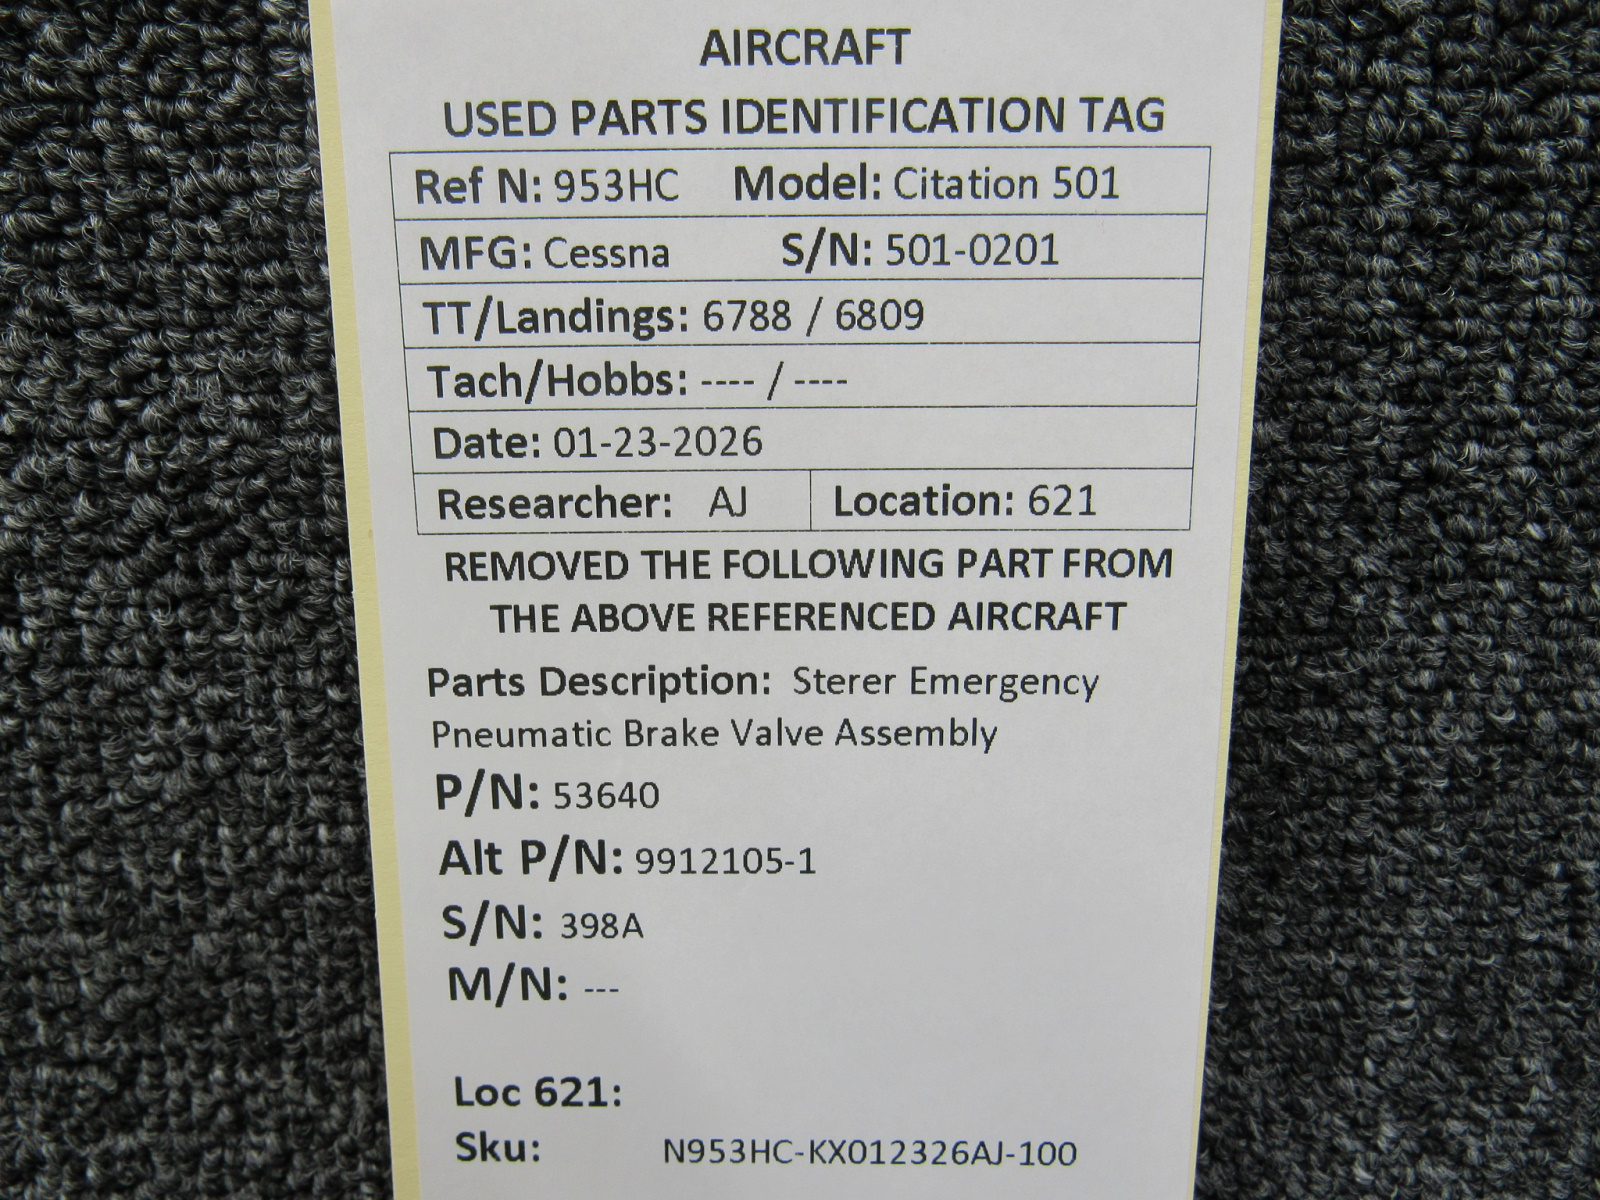 AIRCRAFT
USED PARTS IDENTIFICATION TAG
Ref N: 953HC Model: Citation 501
MFG: Cessna S/N: 501-0201
TT/Landings: 6788 / 6809
Tach/Hobbs: ---- / ----
Date: 01-23-2026
Researcher: AJ Location: 621
REMOVED THE FOLLOWING PART FROM
THE ABOVE REFERENCED AIRCRAFT
Parts Description: Sterer Emergency
Pneumatic Brake Valve Assembly
P/N: 53640
Alt P/N: 9912105-1
S/N: 398A
M/N: ---
Loc 621:
Sku: N953HC-KX012326AJ-100